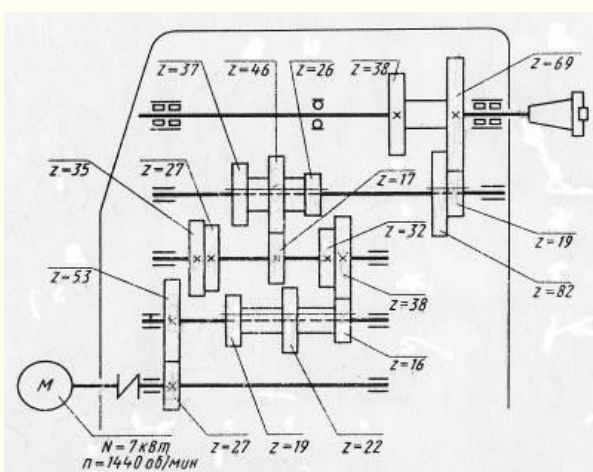 z=37
z=46
z=26
z=38
z=69
z=35
z=27
z=17
z=32
z=19
z=53
z=38
z=82
z=16
М
N=7 квт
n=1440 об/мин
z=27
z=19
z=22